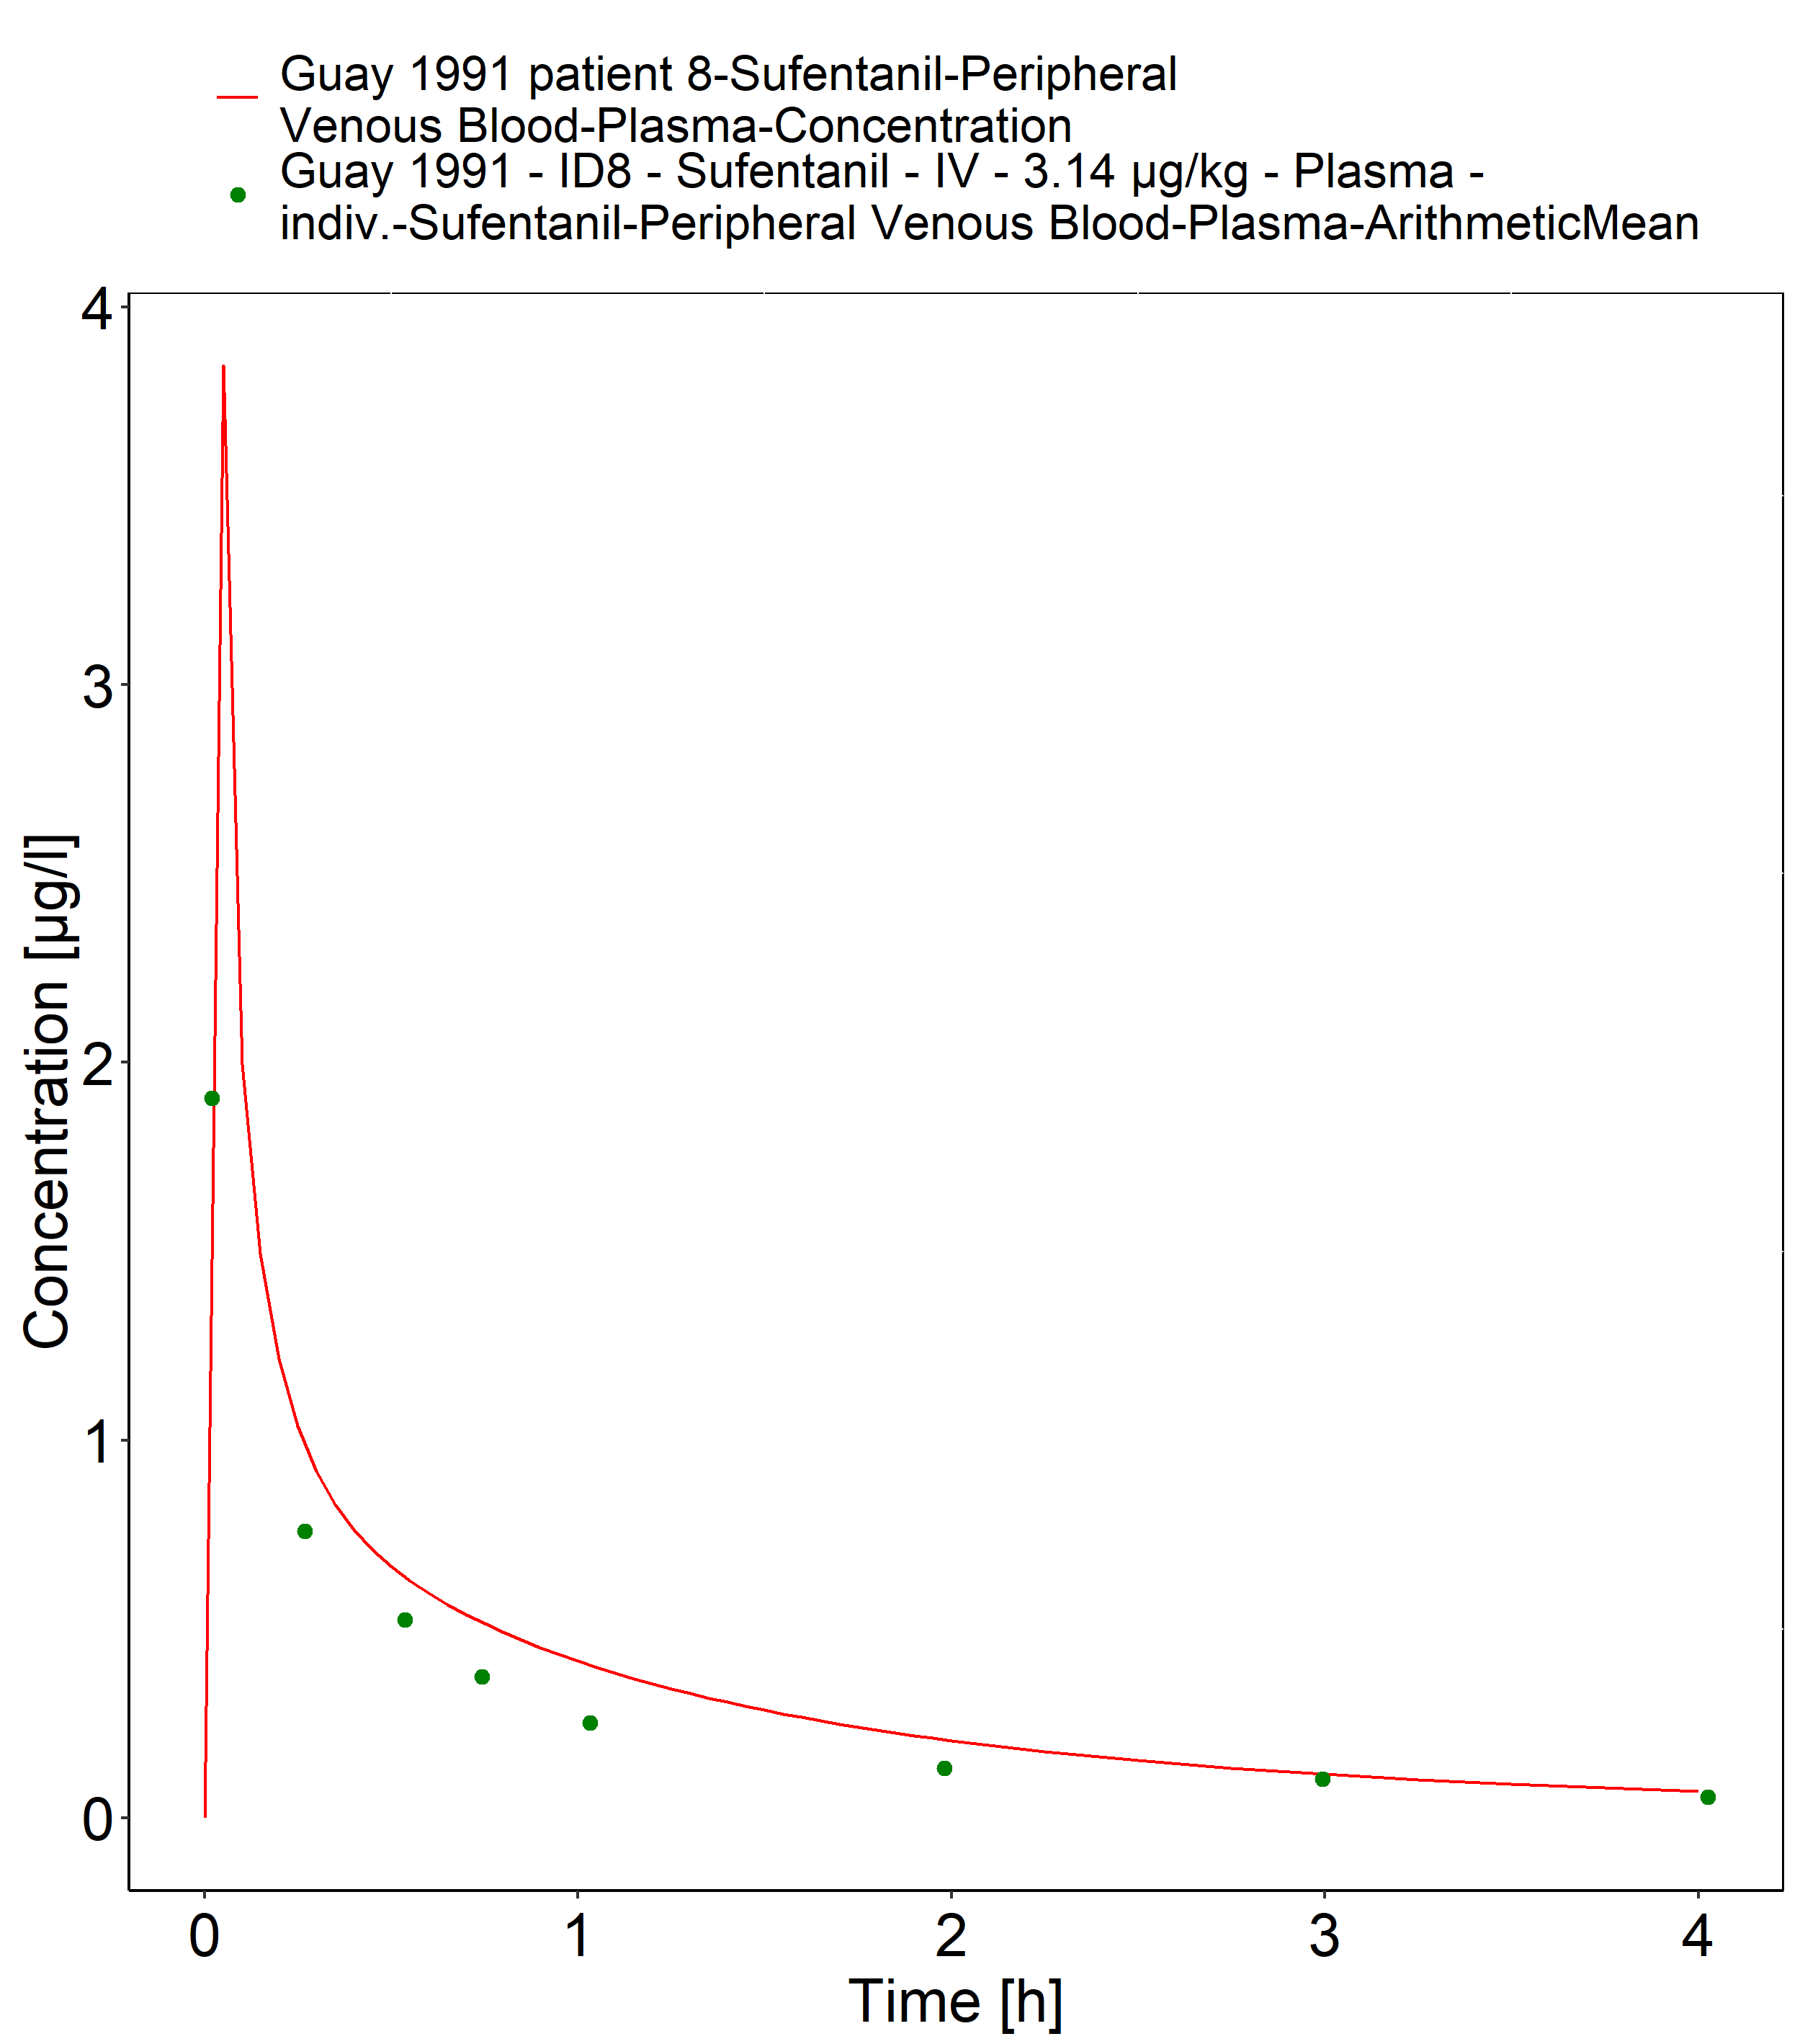 Guay 1991 patient 8-Sufentanil-Peripheral
Venous Blood-Plasma-Concentration
Guay 1991 - ID8 - Sufentanil - IV - 3.14 µg/kg - Plasma -
indiv.-Sufentanil-Peripheral Venous Blood-Plasma-ArithmeticMean
4
3
2
1
0
Concentration [µg/l]
0 1 2 3 4
Time [h]